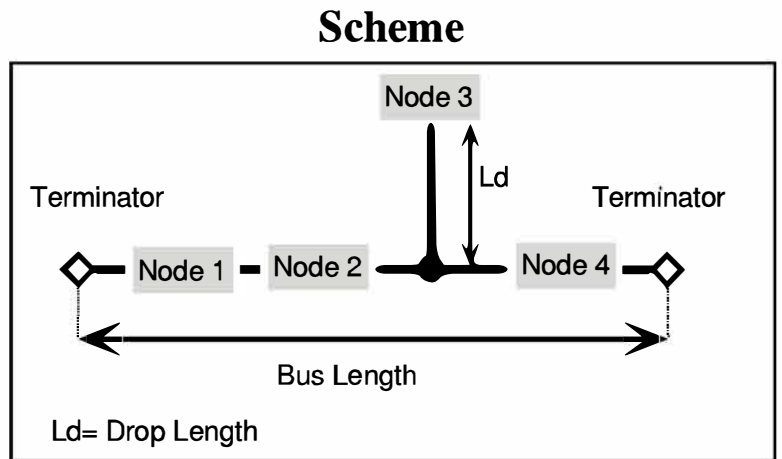 Scheme
Node 3
Ld
Terminator
Terminator
Node 1
Node 2
Node 4
Bus Length
Ld= Drop Length